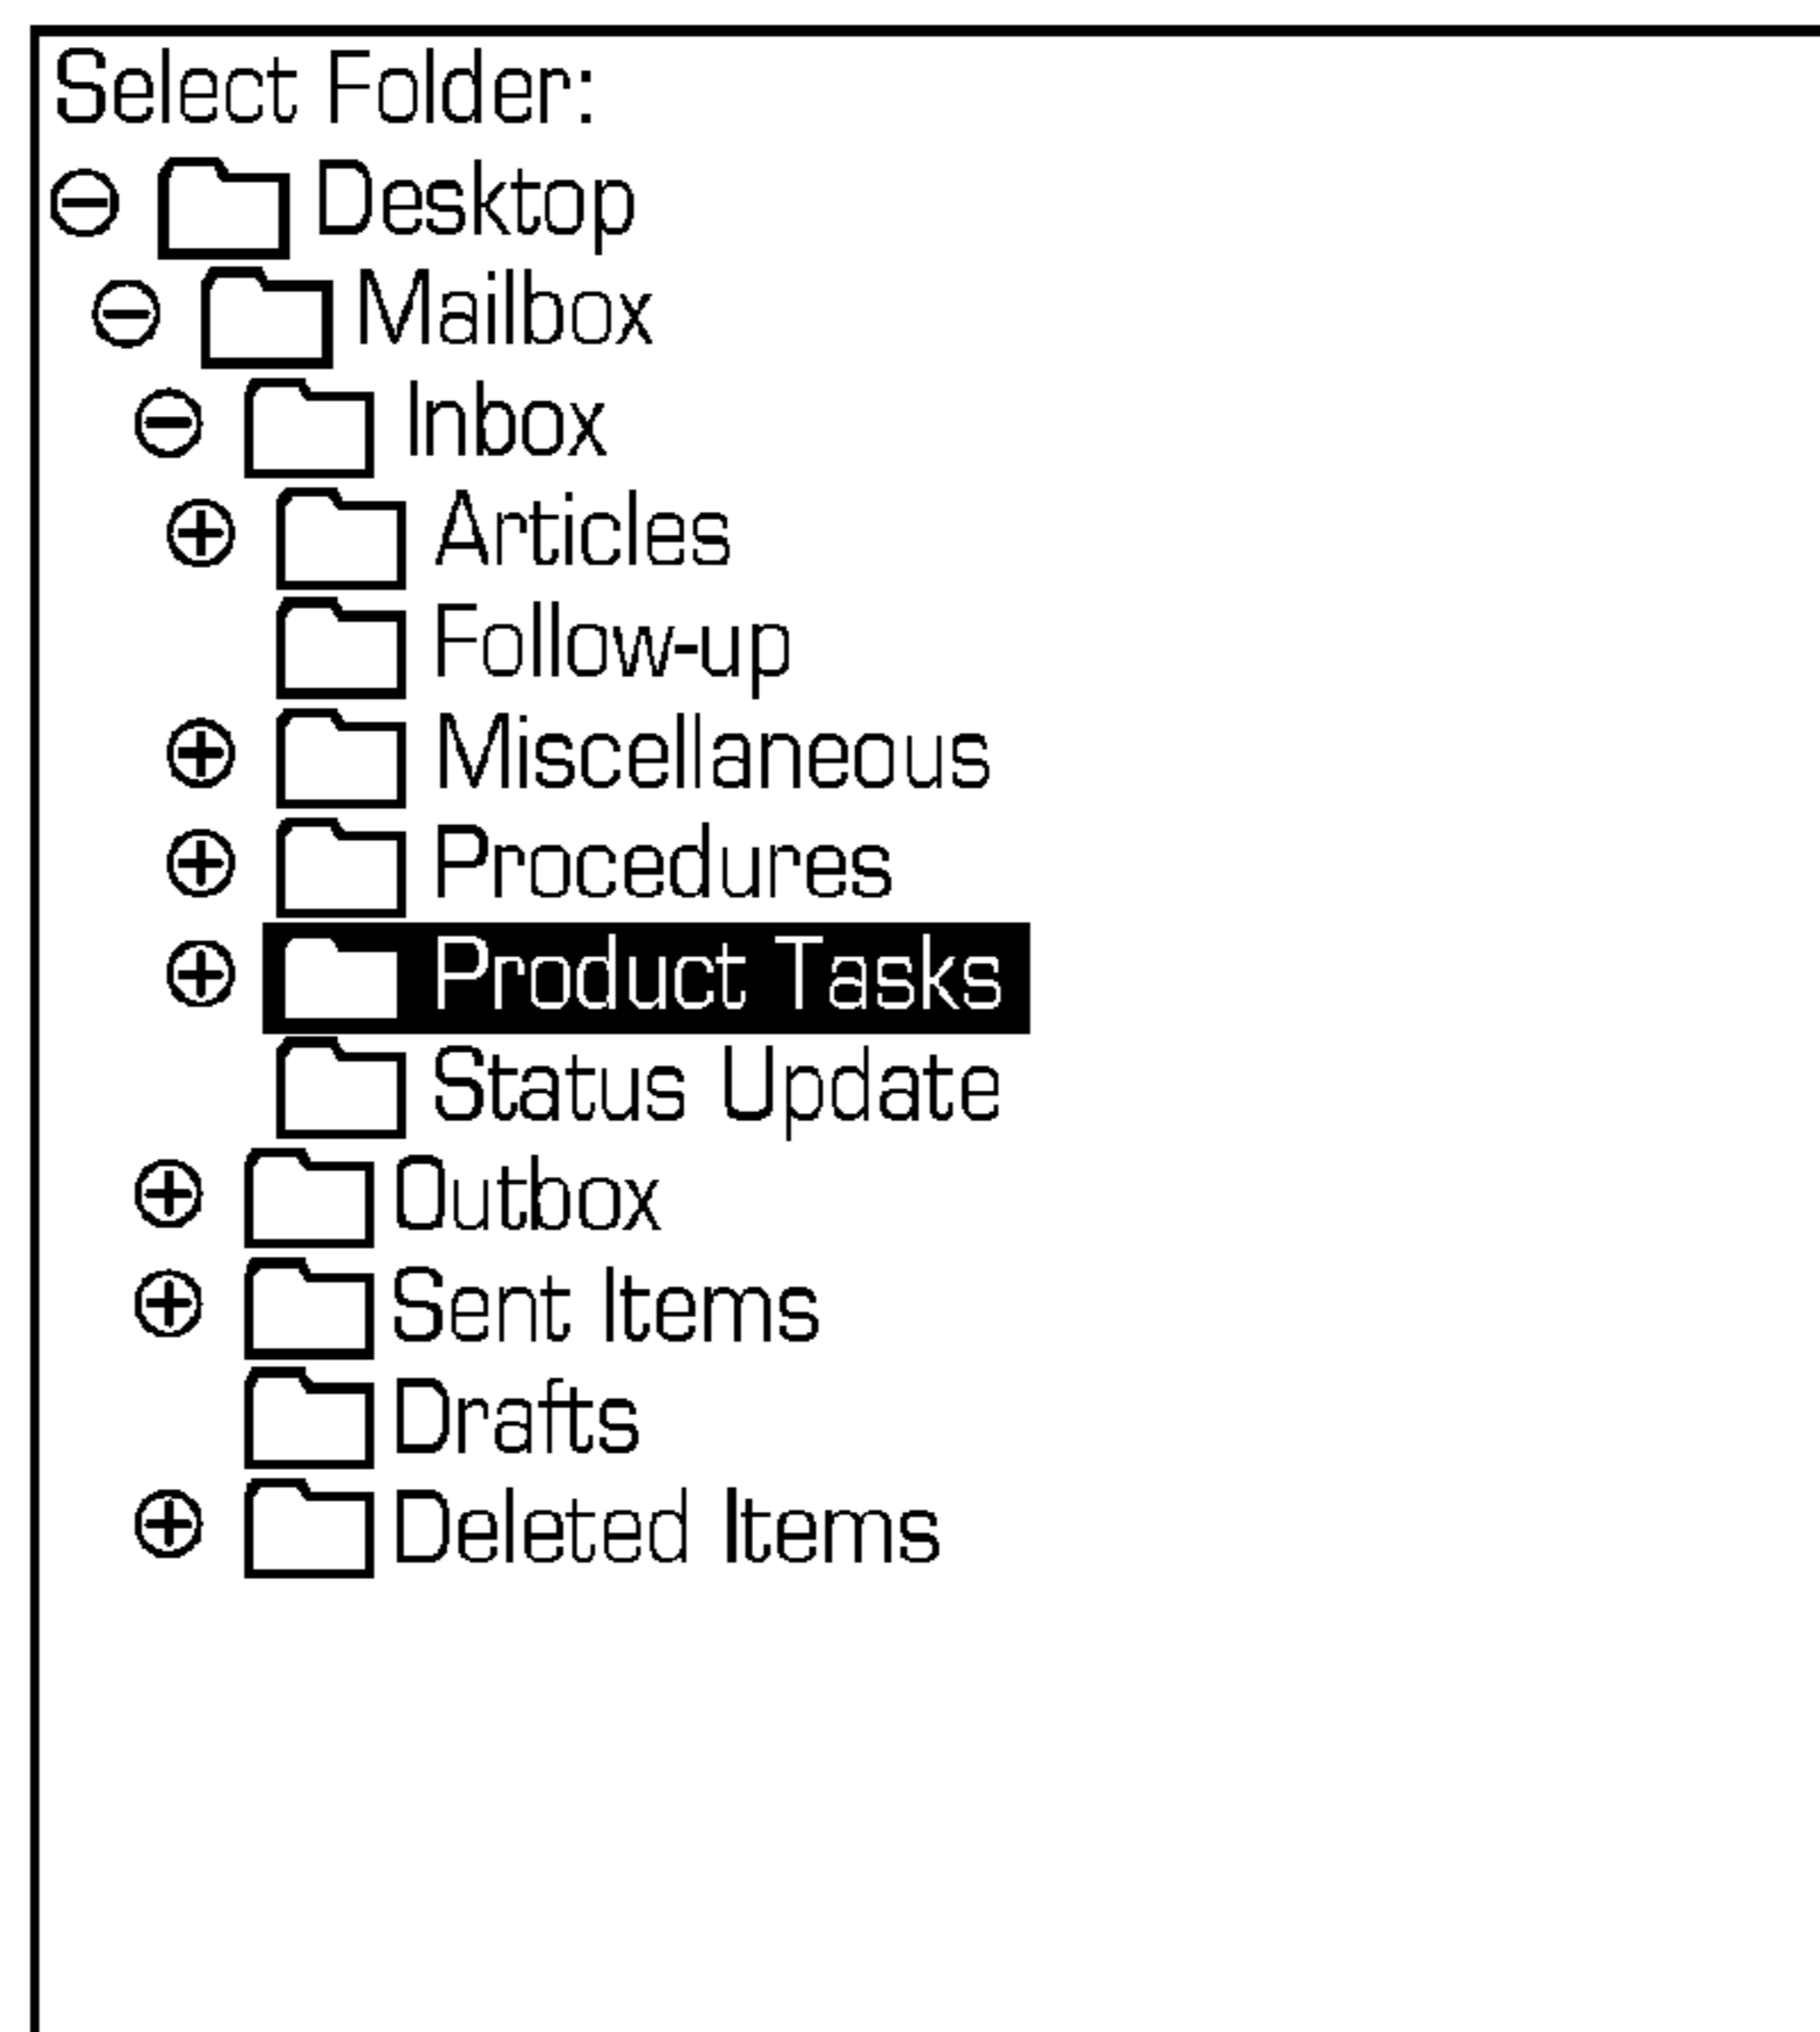 Select Folder:
Desktop
Mailbox
Inbox
Articles
Follow-up
Miscellaneous
Procedures
Product Tasks
Status Update
Outbox
Sent Items
Drafts
Deleted Items